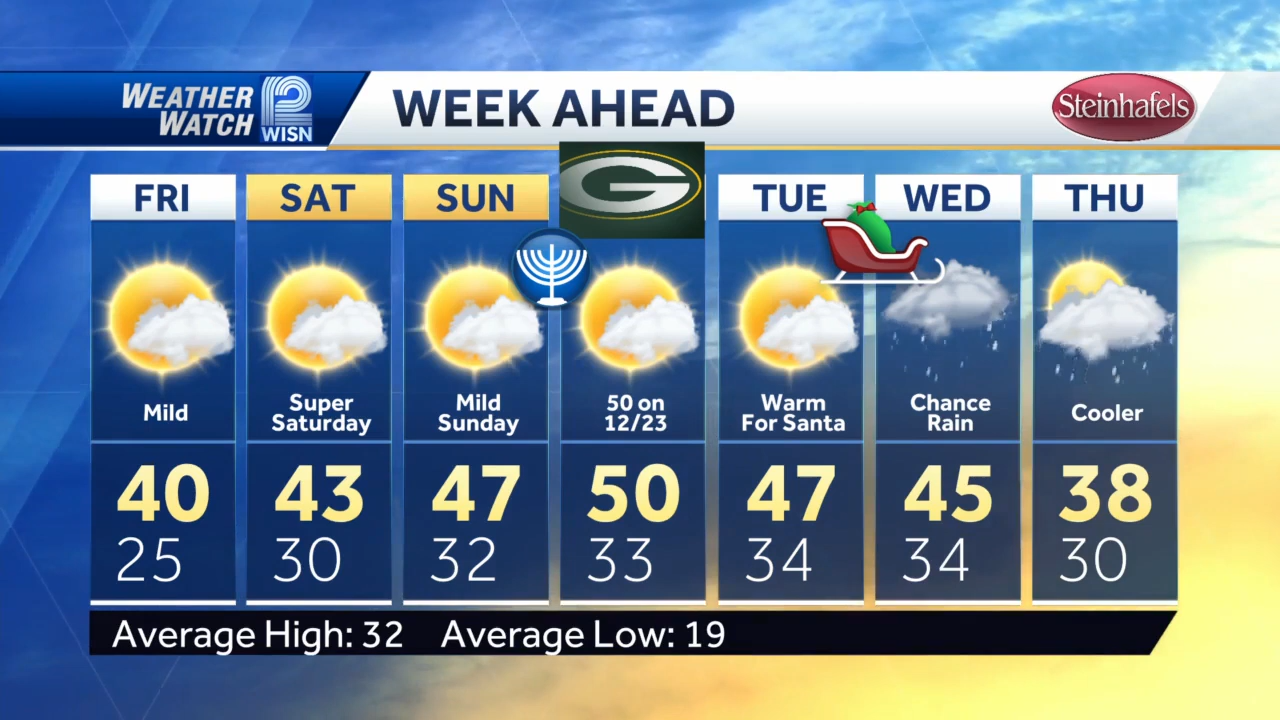 WEATHER
WATCH
12
WISN
WEEK AHEAD
Steinhafels
FRI
SAT
SUN
G
TUE
WED
THU
Mild
Super
Saturday
Mild
Sunday
50 on
12/23
Warm
For Santa
Chance
Rain
Cooler
40
43
47
50
47
45
38
25
30
32
33
34
34
30
Average High: 32 Average Low: 19